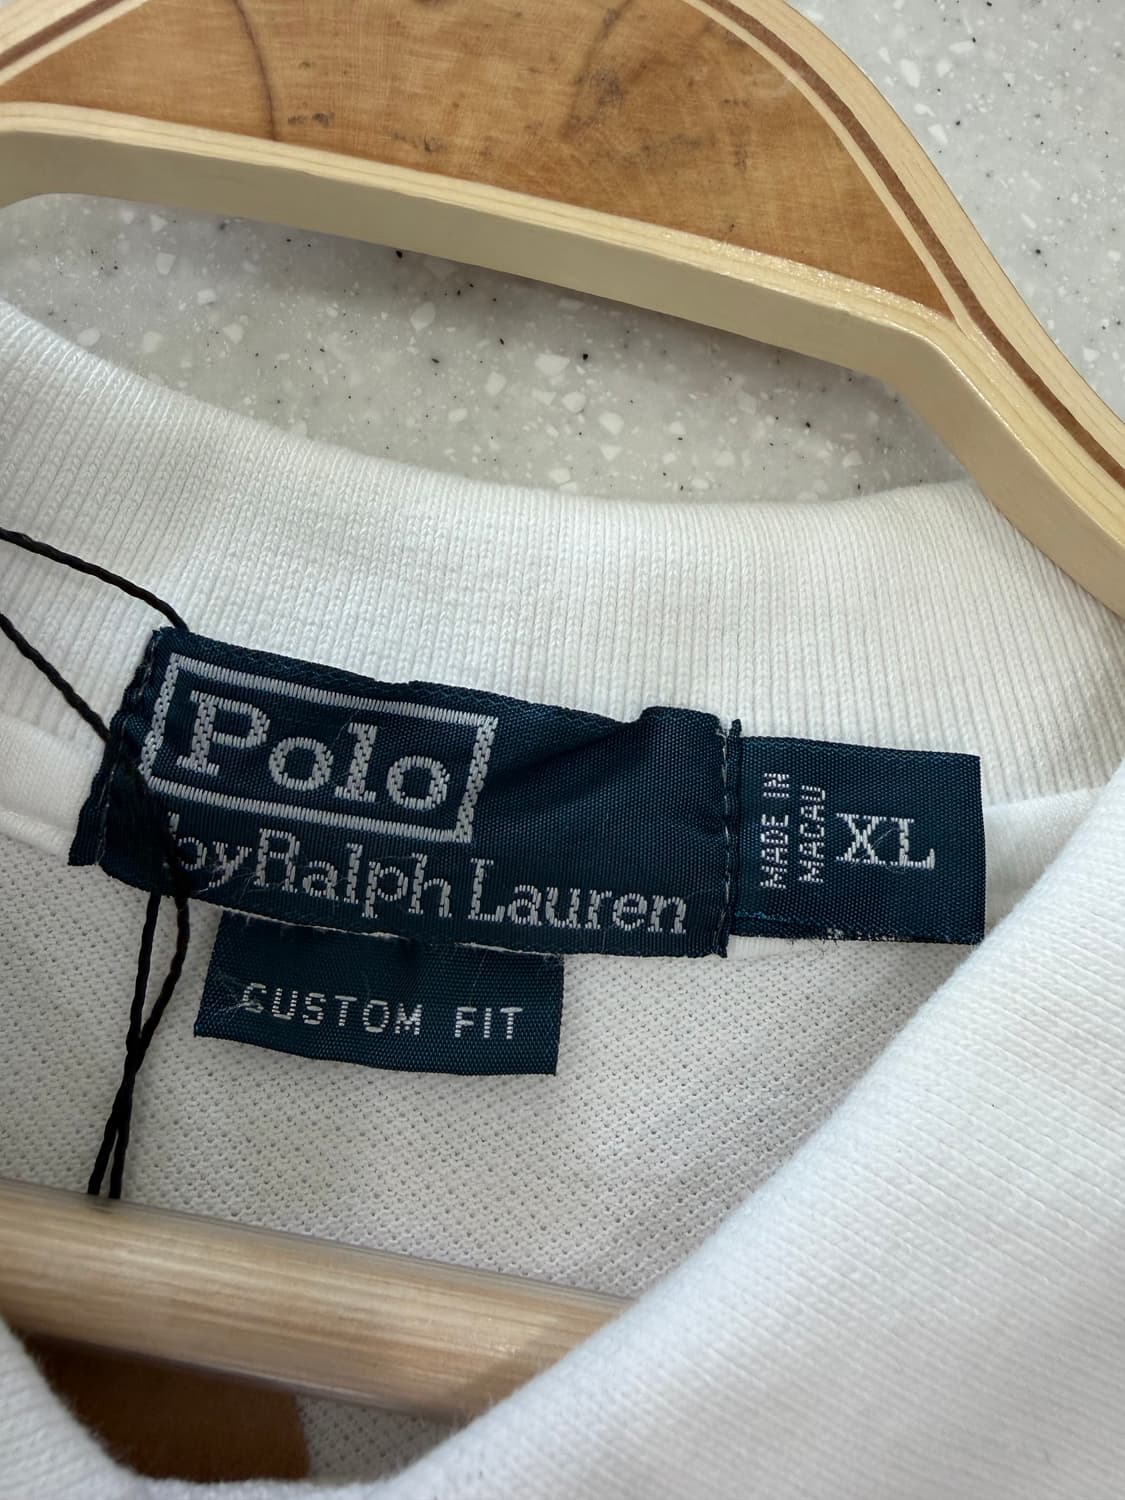 Polo
by Ralph Lauren
MADE IN
MACAU
XL
CUSTOM FIT